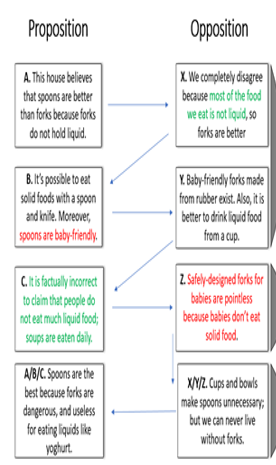 Proposition
Opposition
A. This house believes
that spoons are better
than forks because forks
do not hold liquid.
X. We completely disagree
because most of the food
we eat is not liquid, so
forks are better
B. It's possible to eat
solid foods with a spoon
and knife. Moreover,
spoons are baby-friendly.
Y. Baby-friendly forks made
from rubber exist. Also, it is
better to drink liquid food
from a cup.
C. It is factually incorrect
to claim that people do
not eat much liquid food;
soups are eaten daily.
Z. Safely-designed forks for
babies are pointless
because babies don't eat
solid food.
A/B/C. Spoons are the
best because forks are
dangerous, and useless
for eating liquids like
yoghurt.
X/Y/Z. Cups and bowls
make spoons unnecessary;
but we can never live
without forks.